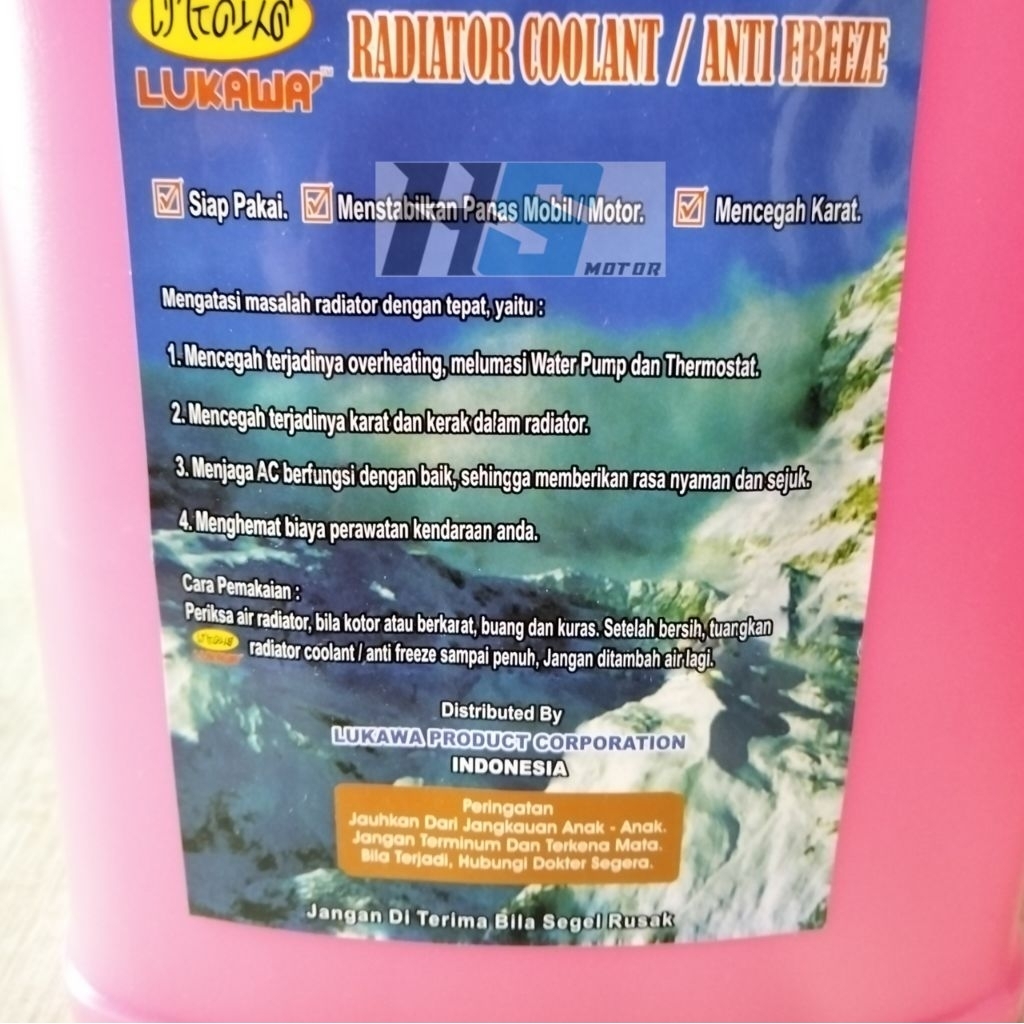 LUKAWA™
RADIATOR COOLANT / ANTI FREEZE
Siap Pakai. Menstabilkan Panas Mobil / Motor. Mencegah Karat.
HS MOTOR
Mengatasi masalah radiator dengan tepat, yaitu :
1. Mencegah terjadinya overheating, melumasi Water Pump dan Thermostat.
2. Mencegah terjadinya karat dan kerak dalam radiator.
3. Menjaga AC berfungsi dengan baik, sehingga memberikan rasa nyaman dan sejuk.
4. Menghemat biaya perawatan kendaraan anda.
Cara Pemakaian :
Periksa air radiator, bila kotor atau berkarat, buang dan kuras. Setelah bersih, tuangkan
radiator coolant / anti freeze sampai penuh, Jangan ditambah air lagi.
Distributed By
LUKAWA PRODUCT CORPORATION
INDONESIA
Peringatan
Jauhkan Dari Jangkauan Anak - Anak.
Jangan Terminum Dan Terkena Mata.
Bila Terjadi, Hubungi Dokter Segera.
Jangan Di Terima Bila Segel Rusak